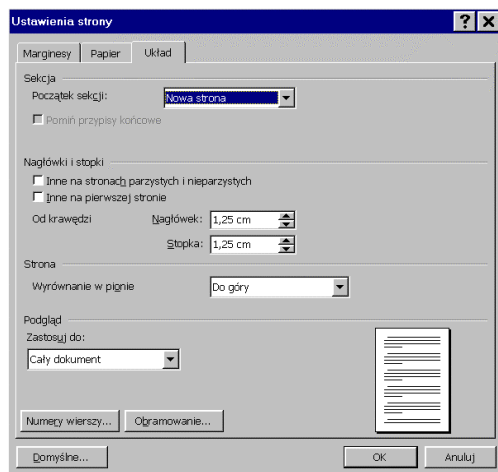 Ustawienia strony
Marginesy Papier Układ
Sekcja
Początek sekcji: Nowa strona
Pomiń przypisy końcowe
Nagłówki i stopki
Inne na stronach parzystych i nieparzystych
Inne na pierwszej stronie
Od krawędzi Nagłówek: 1,25 cm
Stopka: 1,25 cm
Strona
Wyrównanie w pionie Do góry
Podgląd
Zastosuj do:
Cały dokument
Numery wierszy... Obramowanie...
Domyślne... OK Anuluj